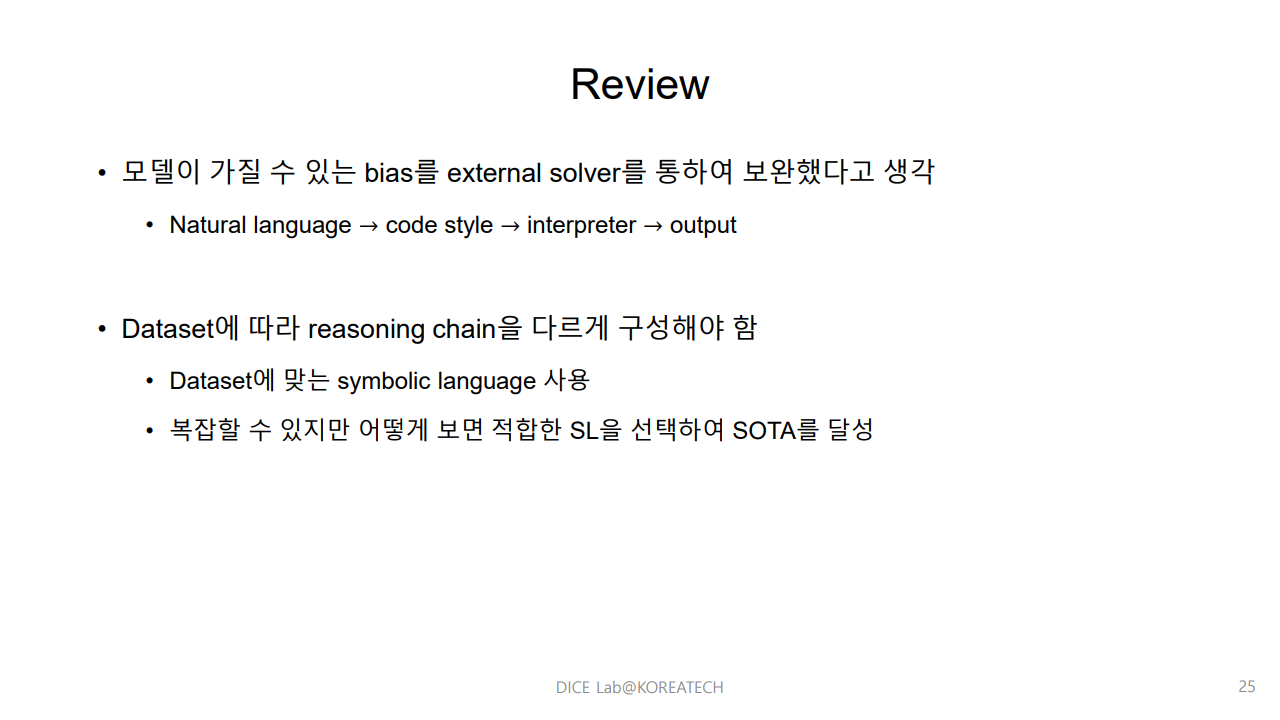 Review
• 모델이 가질 수 있는 bias를 external solver를 통하여 보완했다고 생각
• Natural language → code style → interpreter → output
• Dataset에 따라 reasoning chain을 다르게 구성해야 함
• Dataset에 맞는 symbolic language 사용
• 복잡할 수 있지만 어떻게 보면 적합한 SL을 선택하여 SOTA를 달성
DICE Lab@KOREATECH
25